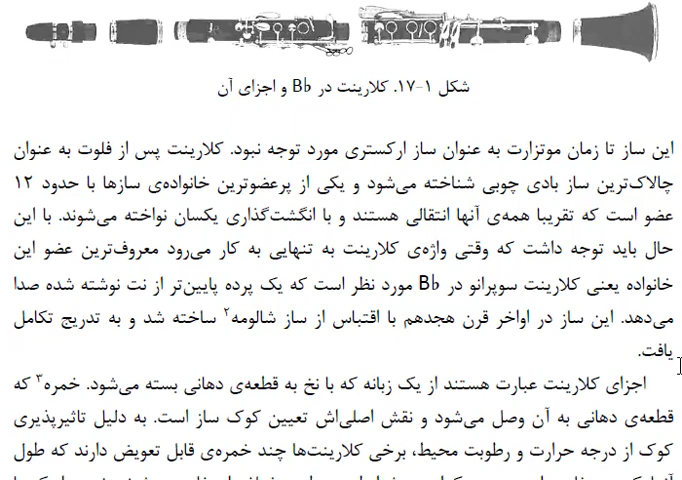 شکل ۱-۱۷. کلارینت در B♭ و اجزای آن
این ساز تا زمان موتزارت به عنوان ساز ارکستری مورد توجه نبود. کلارینت پس از فلوت به عنوان
چالاک‌ترین ساز بادی چوبی شناخته می‌شود و یکی از پرعضوترین خانواده‌ی سازها با حدود ۱۲
عضو است که تقریبا همه‌ی آنها انتقالی هستند و با انگشت‌گذاری یکسان نواخته می‌شوند. با این
حال باید توجه داشت که وقتی واژه‌ی کلارینت به تنهایی به کار می‌رود معروف‌ترین عضو این
خانواده یعنی کلارینت سوپرانو در B♭ مورد نظر است که یک پرده پایین‌تر از نت نوشته شده صدا
می‌دهد. این ساز در اواخر قرن هجدهم با اقتباس از ساز شالومه۲ ساخته شد و به تدریج تکامل
یافت.
اجزای کلارینت عبارت هستند از یک زبانه که با نخ به قطعه‌ی دهانی بسته می‌شود. خمره۳ که
قطعه‌ی دهانی به آن وصل می‌شود و نقش اصلی‌اش تعیین کوک ساز است. به دلیل تاثیرپذیری
کوک از درجه حرارت و رطوبت محیط، برخی کلارینت‌ها چند خمره‌ی قابل تعویض دارند که طول